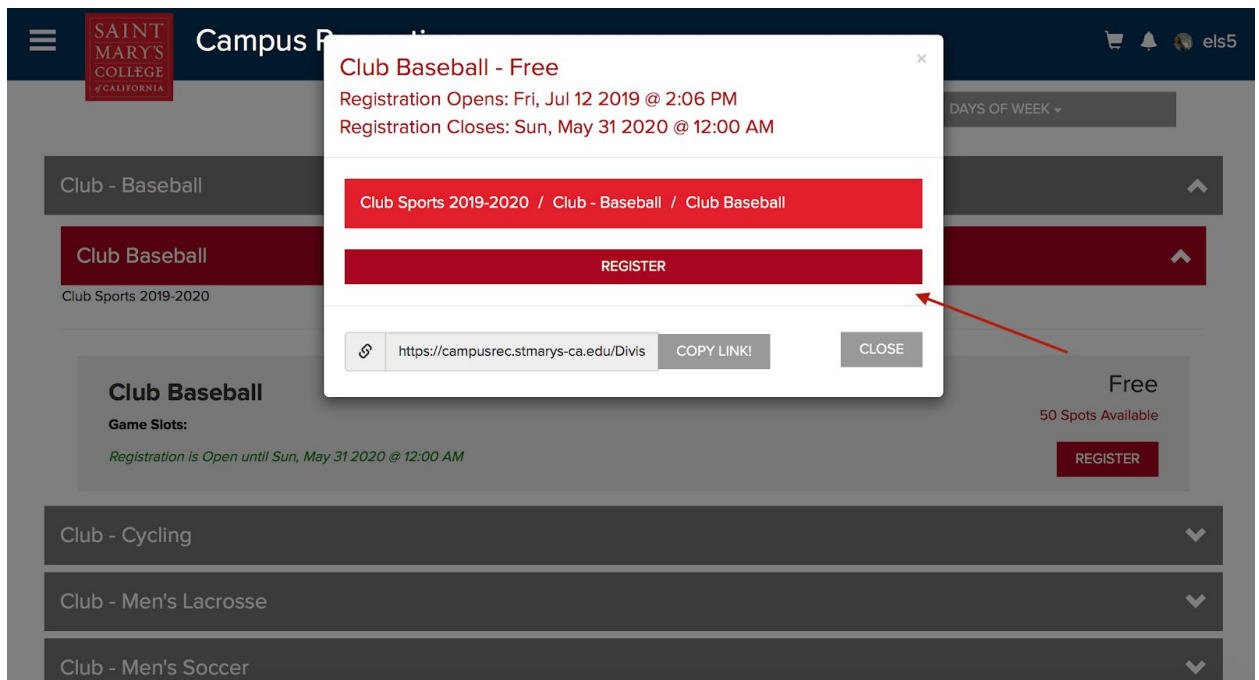 SAINT
MARY'S
COLLEGE
of CALIFORNIA
Campus
els5
DAYS OF WEEK
Club - Baseball
Club Baseball
Club Sports 2019-2020
Club Baseball - Free
×
Registration Opens: Fri, Jul 12 2019 @ 2:06 PM
Registration Closes: Sun, May 31 2020 @ 12:00 AM
Club Sports 2019-2020 / Club - Baseball / Club Baseball
REGISTER
https://campusrec.stmarys-ca.edu/Divis COPY LINK! CLOSE
Club Baseball
Game Slots:
Registration is Open until Sun, May 31 2020 @ 12:00 AM
Free
50 Spots Available
REGISTER
Club - Cycling
Club - Men's Lacrosse
Club - Men's Soccer